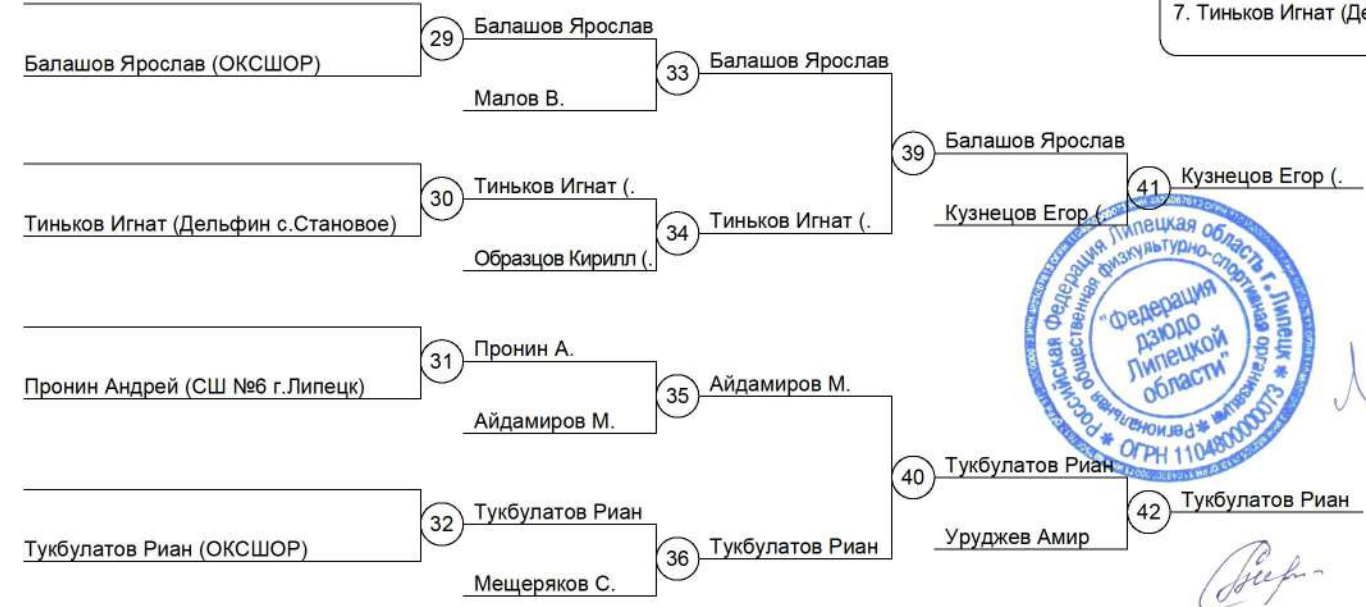 7. Тиньков Игнат (Де
29
Балашов Ярослав
Балашов Ярослав (ОКСШОР)
33
Балашов Ярослав
Малов В.
39
Балашов Ярослав
30
Тиньков Игнат (.
41
Кузнецов Егор (.
Тиньков Игнат (Дельфин с.Становое)
34
Тиньков Игнат (.
Кузнецов Егор (.
Образцов Кирилл (.
31
Пронин А.
Пронин Андрей (СШ №6 г.Липецк)
35
Айдамиров М.
Айдамиров М.
40
Тукбулатов Риан
32
Тукбулатов Риан
42
Тукбулатов Риан
Тукбулатов Риан (ОКСШОР)
36
Тукбулатов Риан
Уруджев Амир
Мещеряков С.
Российская Федерация Липецкая область г. Липецк * ОГРН 1104800000073 *
Региональная общественная физкультурно-спортивная организация
"Федерация
дзюдо
Липецкой
области"